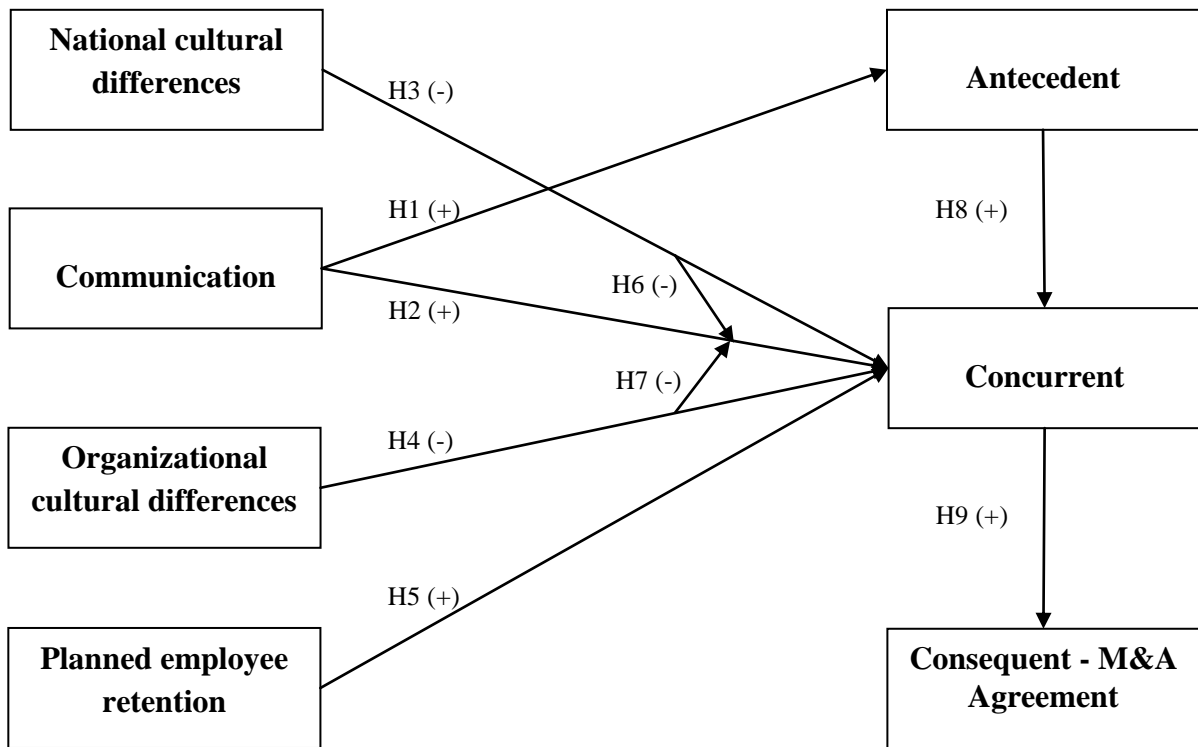 National cultural
differences
Antecedent
H3 (-)
H1 (+)
H8 (+)
Communication
H6 (-)
H2 (+)
H7 (-)
Concurrent
H4 (-)
Organizational
cultural differences
H9 (+)
H5 (+)
Planned employee
retention
Consequent - M&A
Agreement